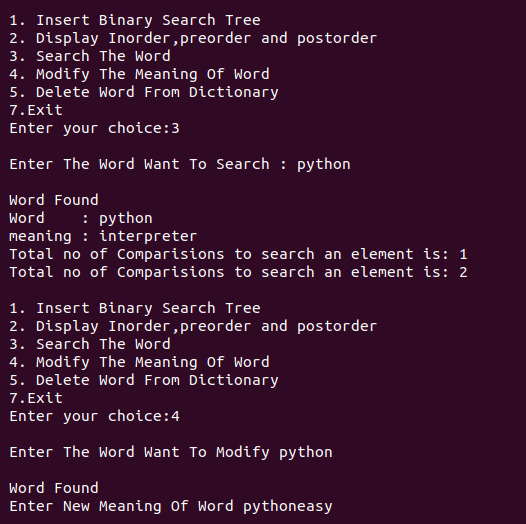 1. Insert Binary Search Tree
2. Display Inorder,preorder and postorder
3. Search The Word
4. Modify The Meaning Of Word
5. Delete Word From Dictionary
7.Exit
Enter your choice:3
Enter The Word Want To Search : python
Word Found
Word    : python
meaning : interpreter
Total no of Comparisions to search an element is: 1
Total no of Comparisions to search an element is: 2
1. Insert Binary Search Tree
2. Display Inorder,preorder and postorder
3. Search The Word
4. Modify The Meaning Of Word
5. Delete Word From Dictionary
7.Exit
Enter your choice:4
Enter The Word Want To Modify python
Word Found
Enter New Meaning Of Word pythoneasy